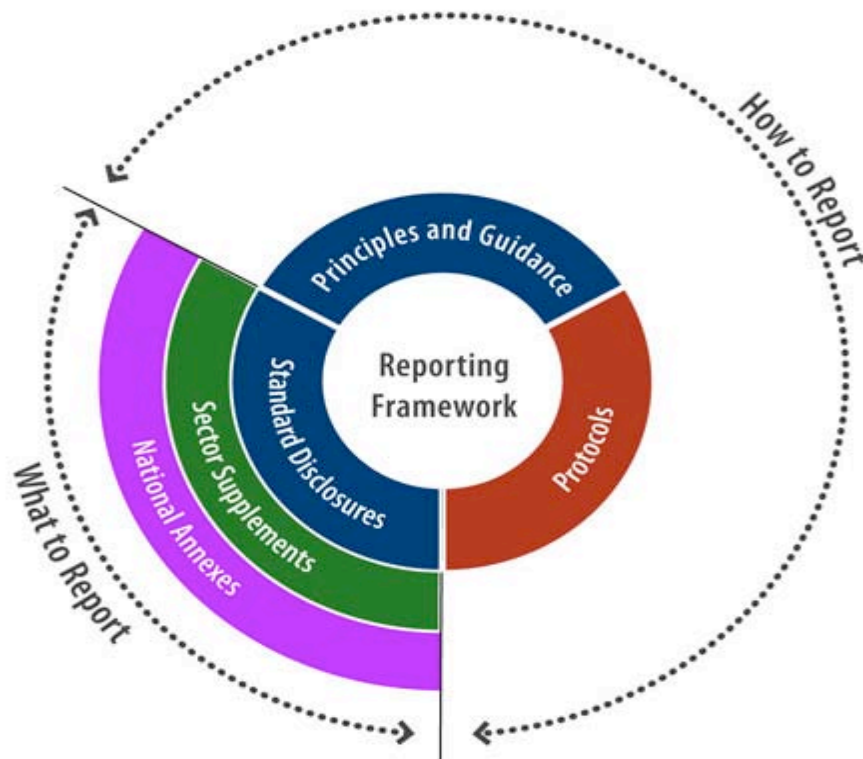 How to Report
Principles and Guidance
Reporting
Framework
Standard Disclosures
Sector Supplements
National Annexes
Protocols
What to Report